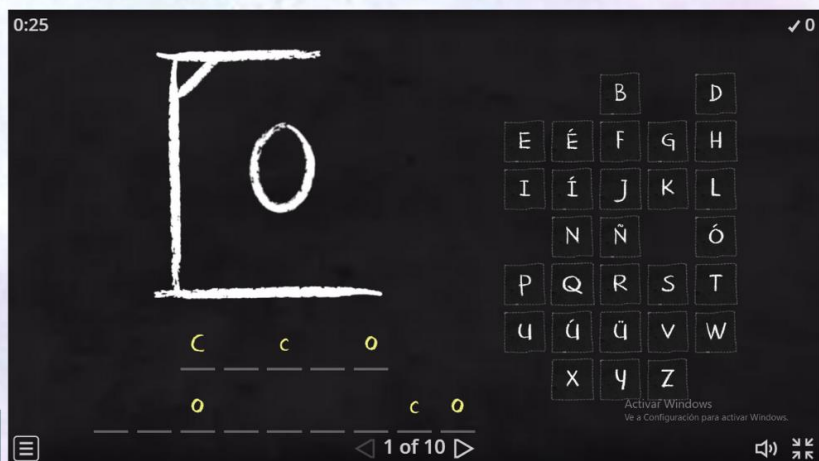 0:25
✓ 0
B D
E É F G H
I Í J K L
N Ñ Ó
P Q R S T
U Ú Ü V W
X Y Z
C _ c _ o
_ _ o _ _ _ _ c o
Activar Windows
Ve a Configuración para activar Windows.
1 of 10